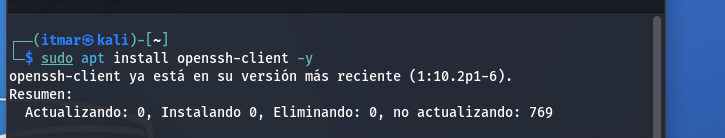 ┌──(itmar㉿kali)-[~]
└─$ sudo apt install openssh-client -y
openssh-client ya está en su versión más reciente (1:10.2p1-6).
Resumen:
  Actualizando: 0, Instalando 0, Eliminando: 0, no actualizando: 769